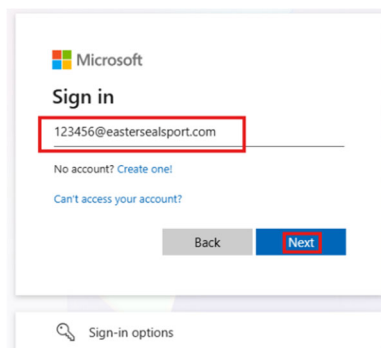 Microsoft
Sign in
123456@eastersealsport.com
No account? Create one!
Can't access your account?
Back Next
Sign-in options